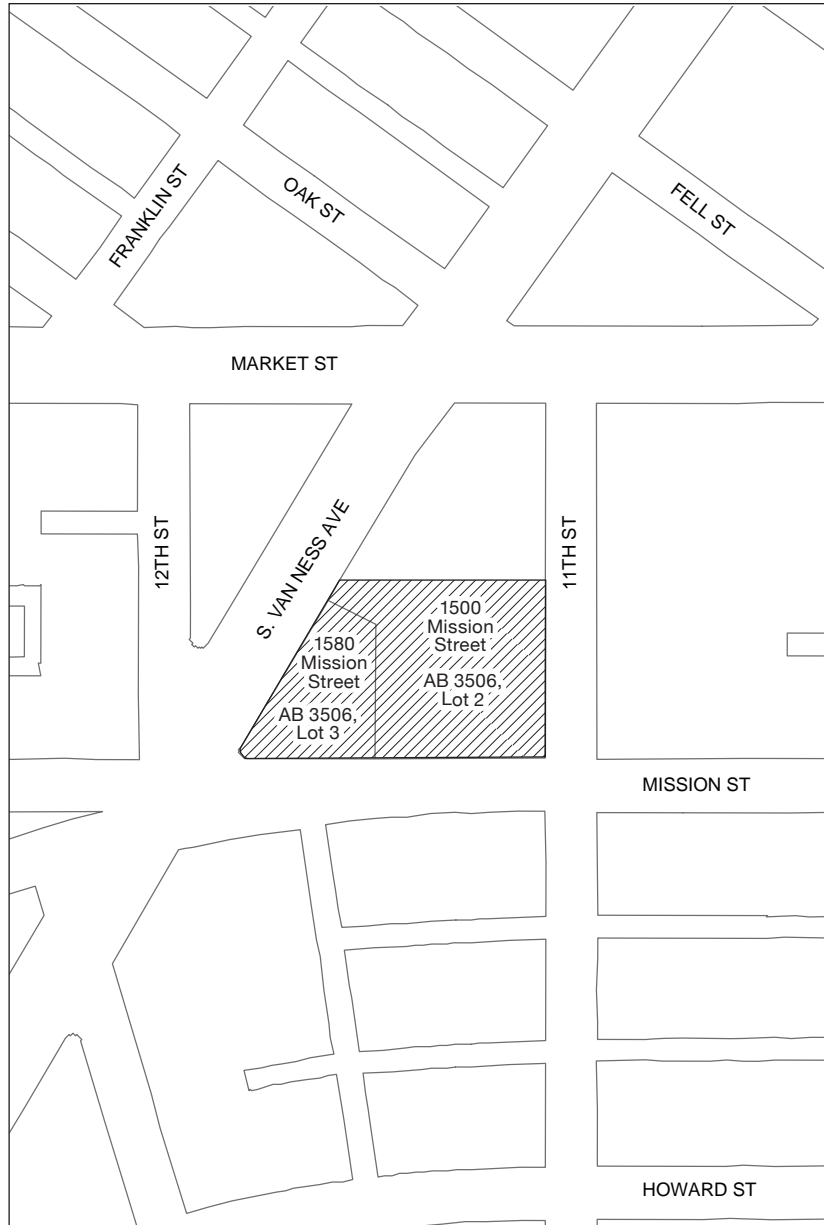 FRANKLIN ST
OAK ST
FELL ST
MARKET ST
12TH ST
S. VAN NESS AVE
11TH ST
1500
Mission
Street
AB 3506,
Lot 2
1580
Mission
Street
AB 3506,
Lot 3
MISSION ST
HOWARD ST